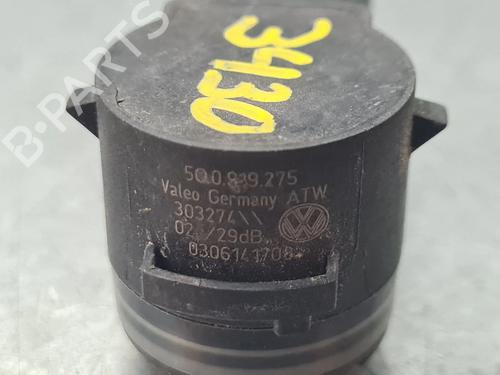 B-PARTS
3430
5Q0.919.275
Valeo Germany ATW
303274\\
02 /29dB
0306141708